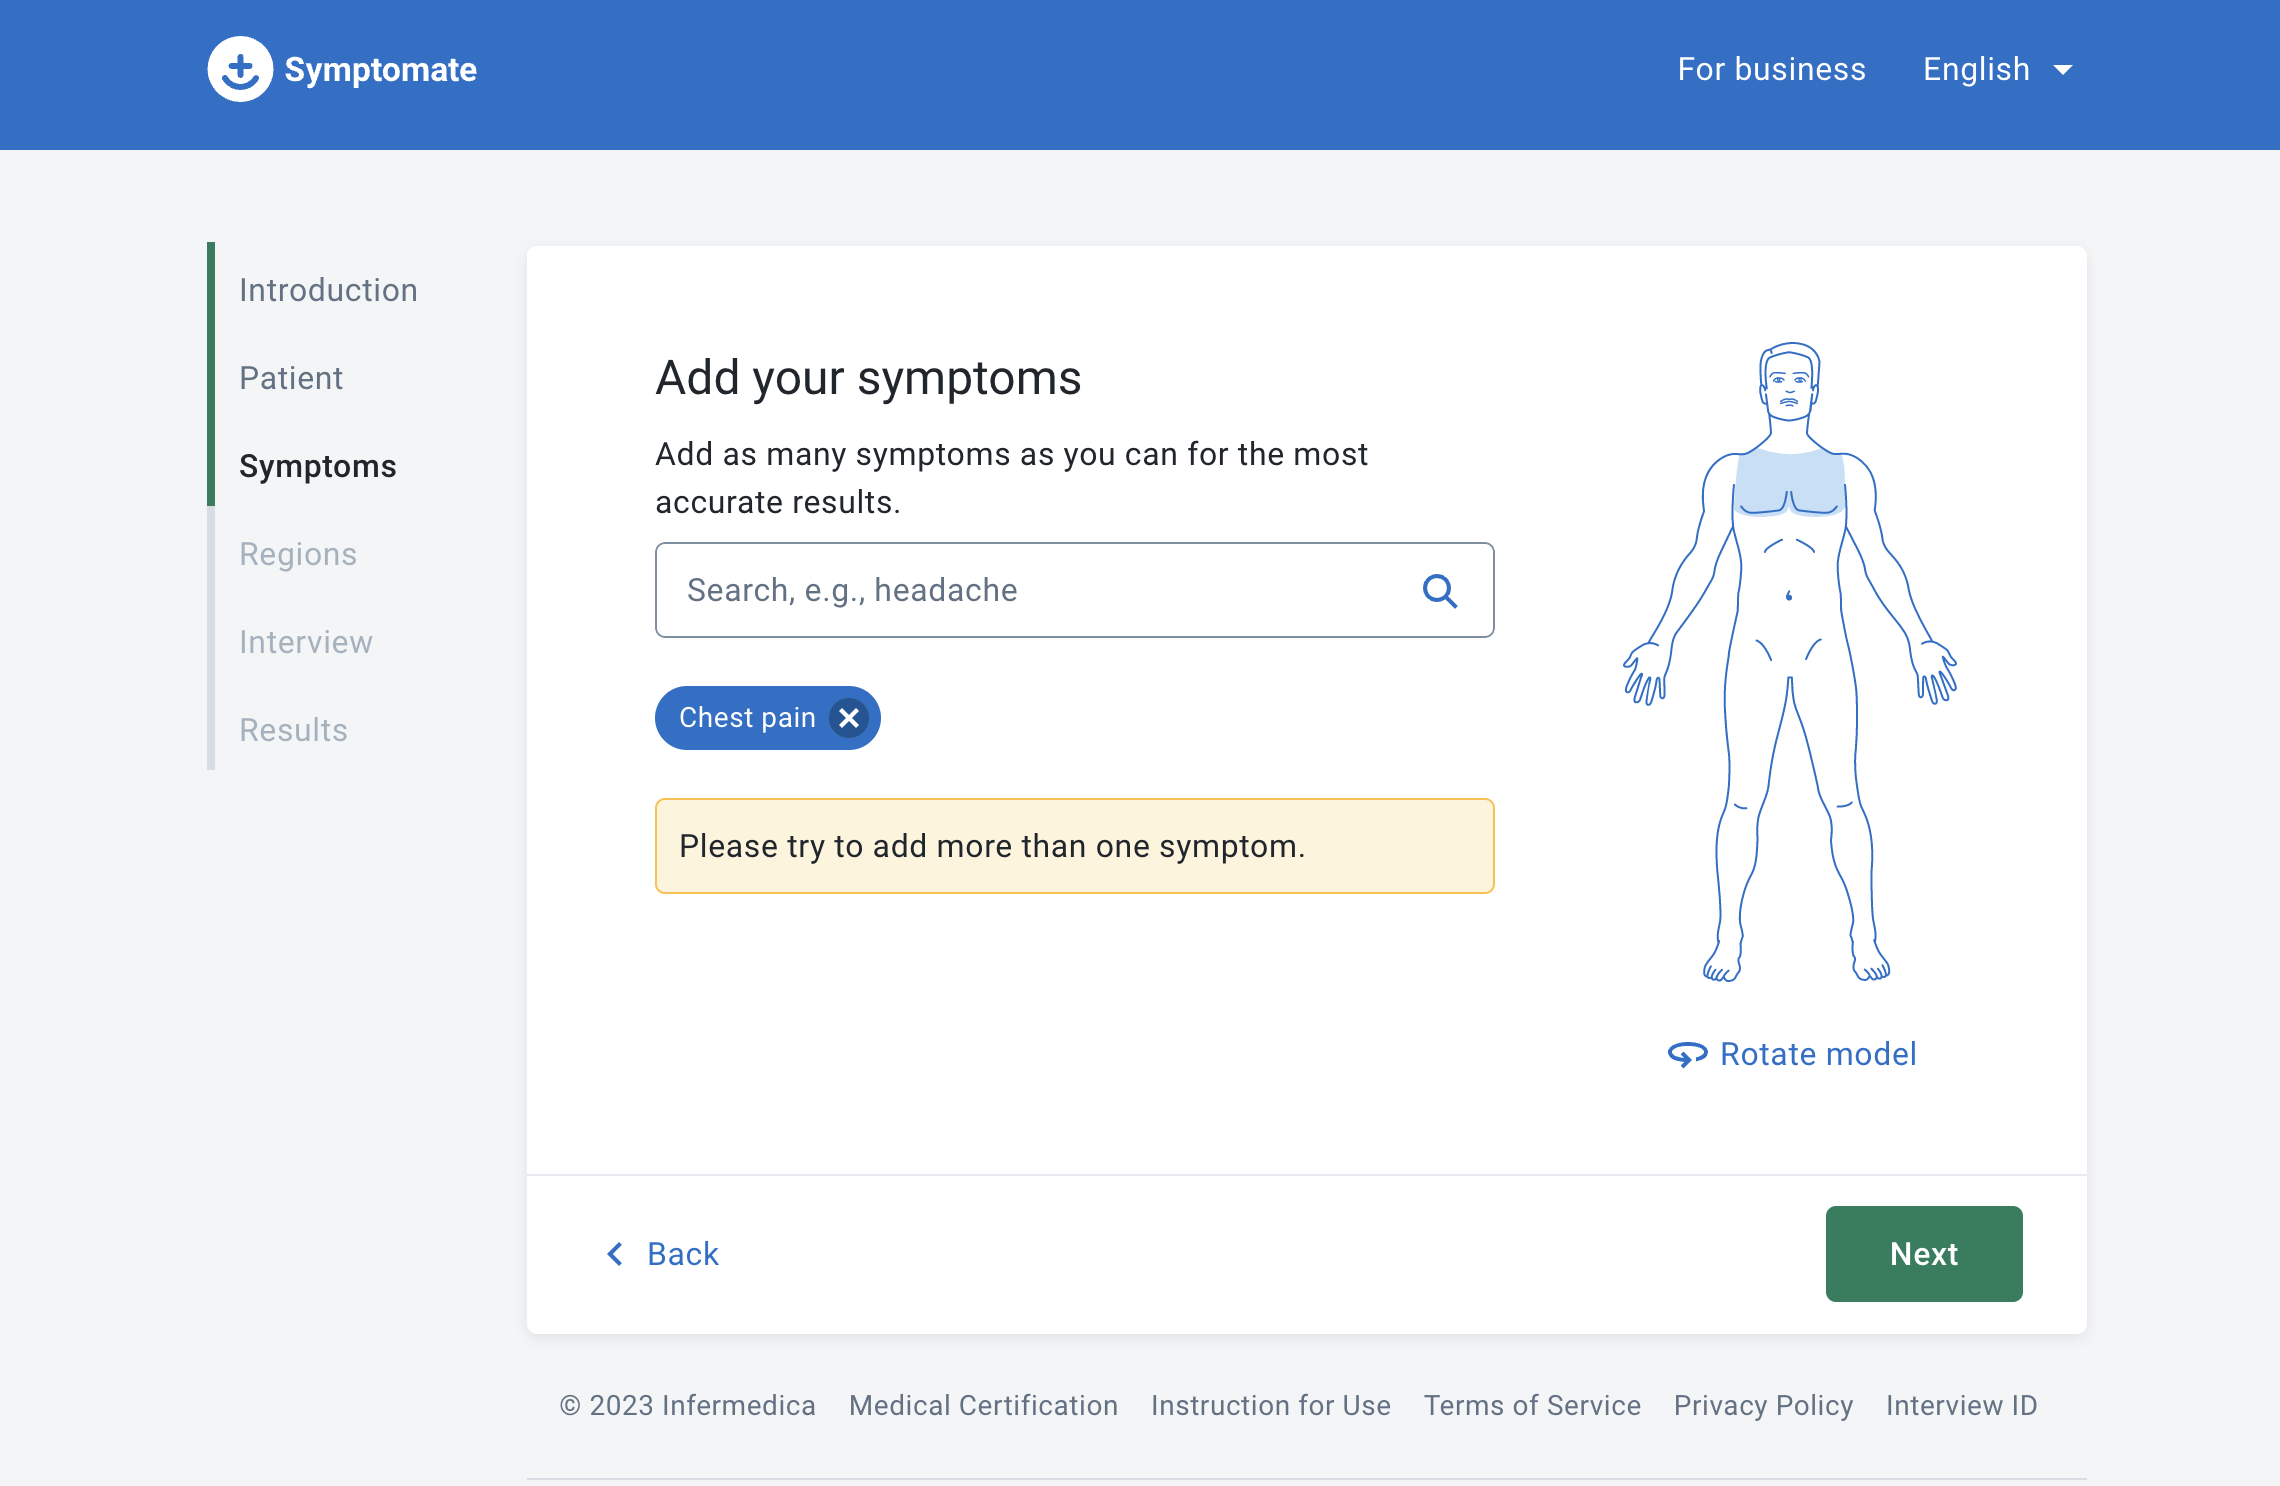 Symptomate
For business
English
Introduction
Patient
Symptoms
Regions
Interview
Results
Add your symptoms
Add as many symptoms as you can for the most
accurate results.
Search, e.g., headache
Chest pain
Please try to add more than one symptom.
Rotate model
Back
Next
© 2023 Infermedica
Medical Certification
Instruction for Use
Terms of Service
Privacy Policy
Interview ID